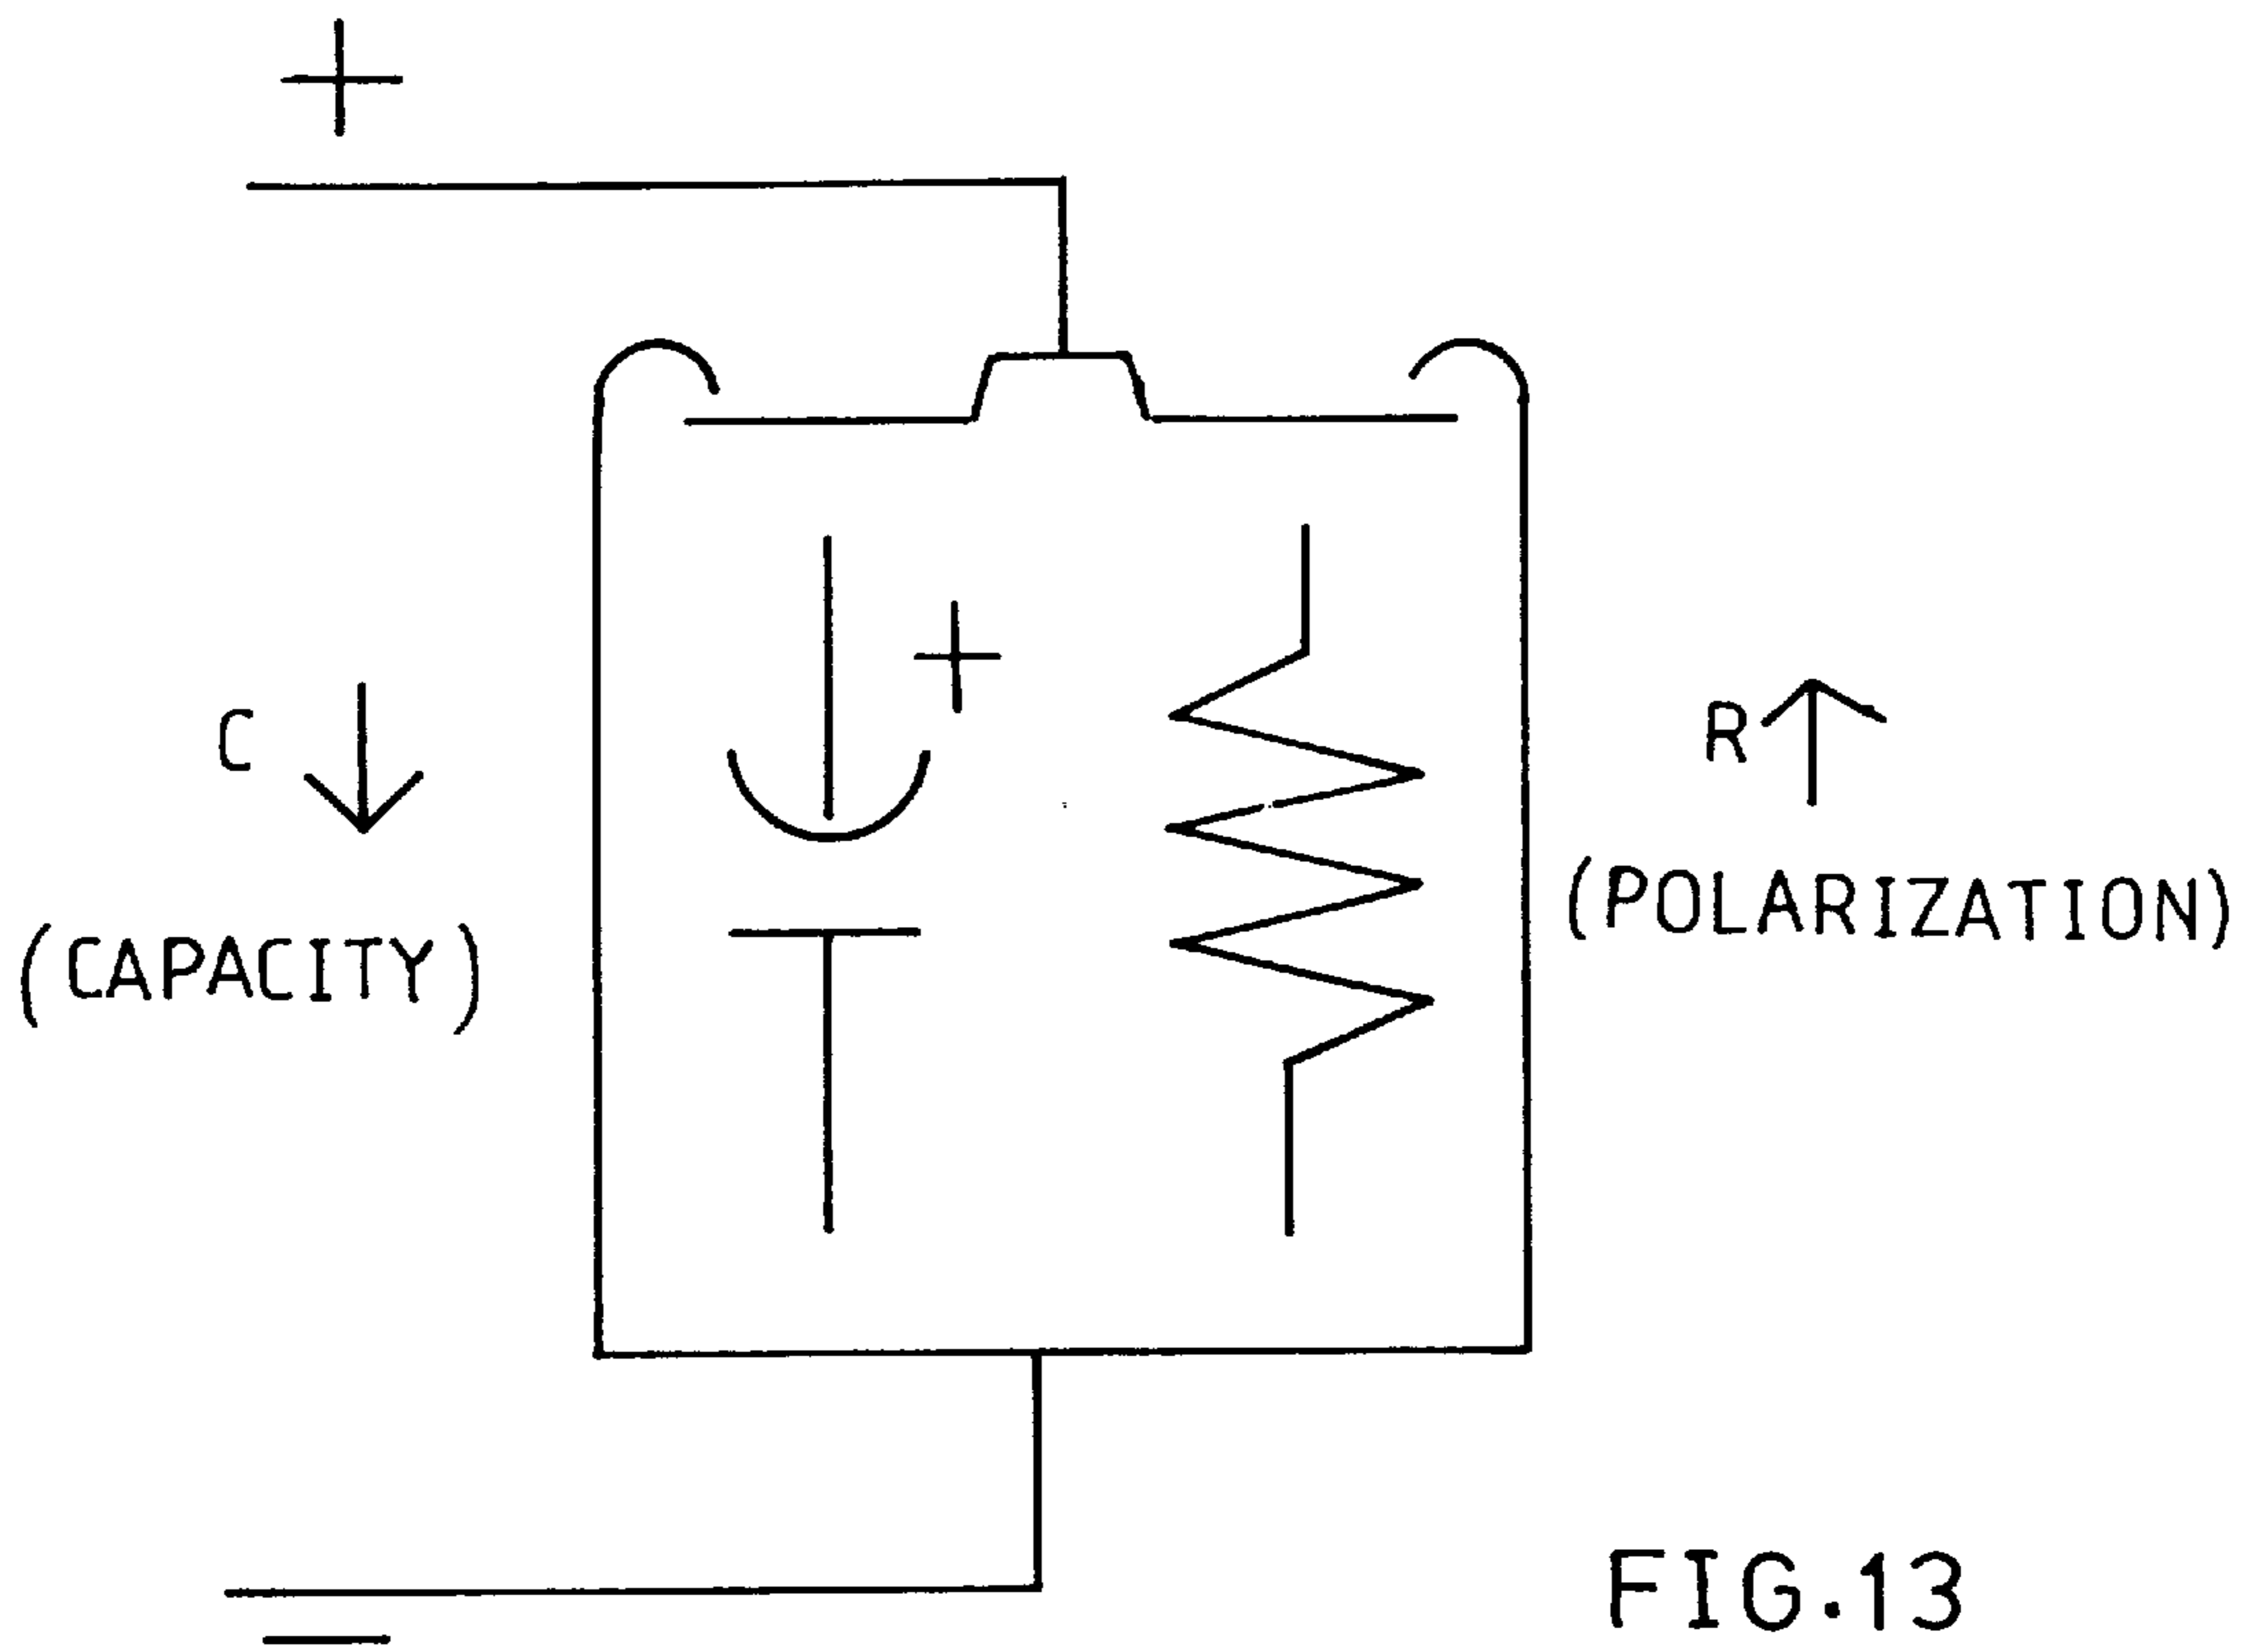 +
+
C
(CAPACITY)
R
(POLARIZATION)
−
FIG.13